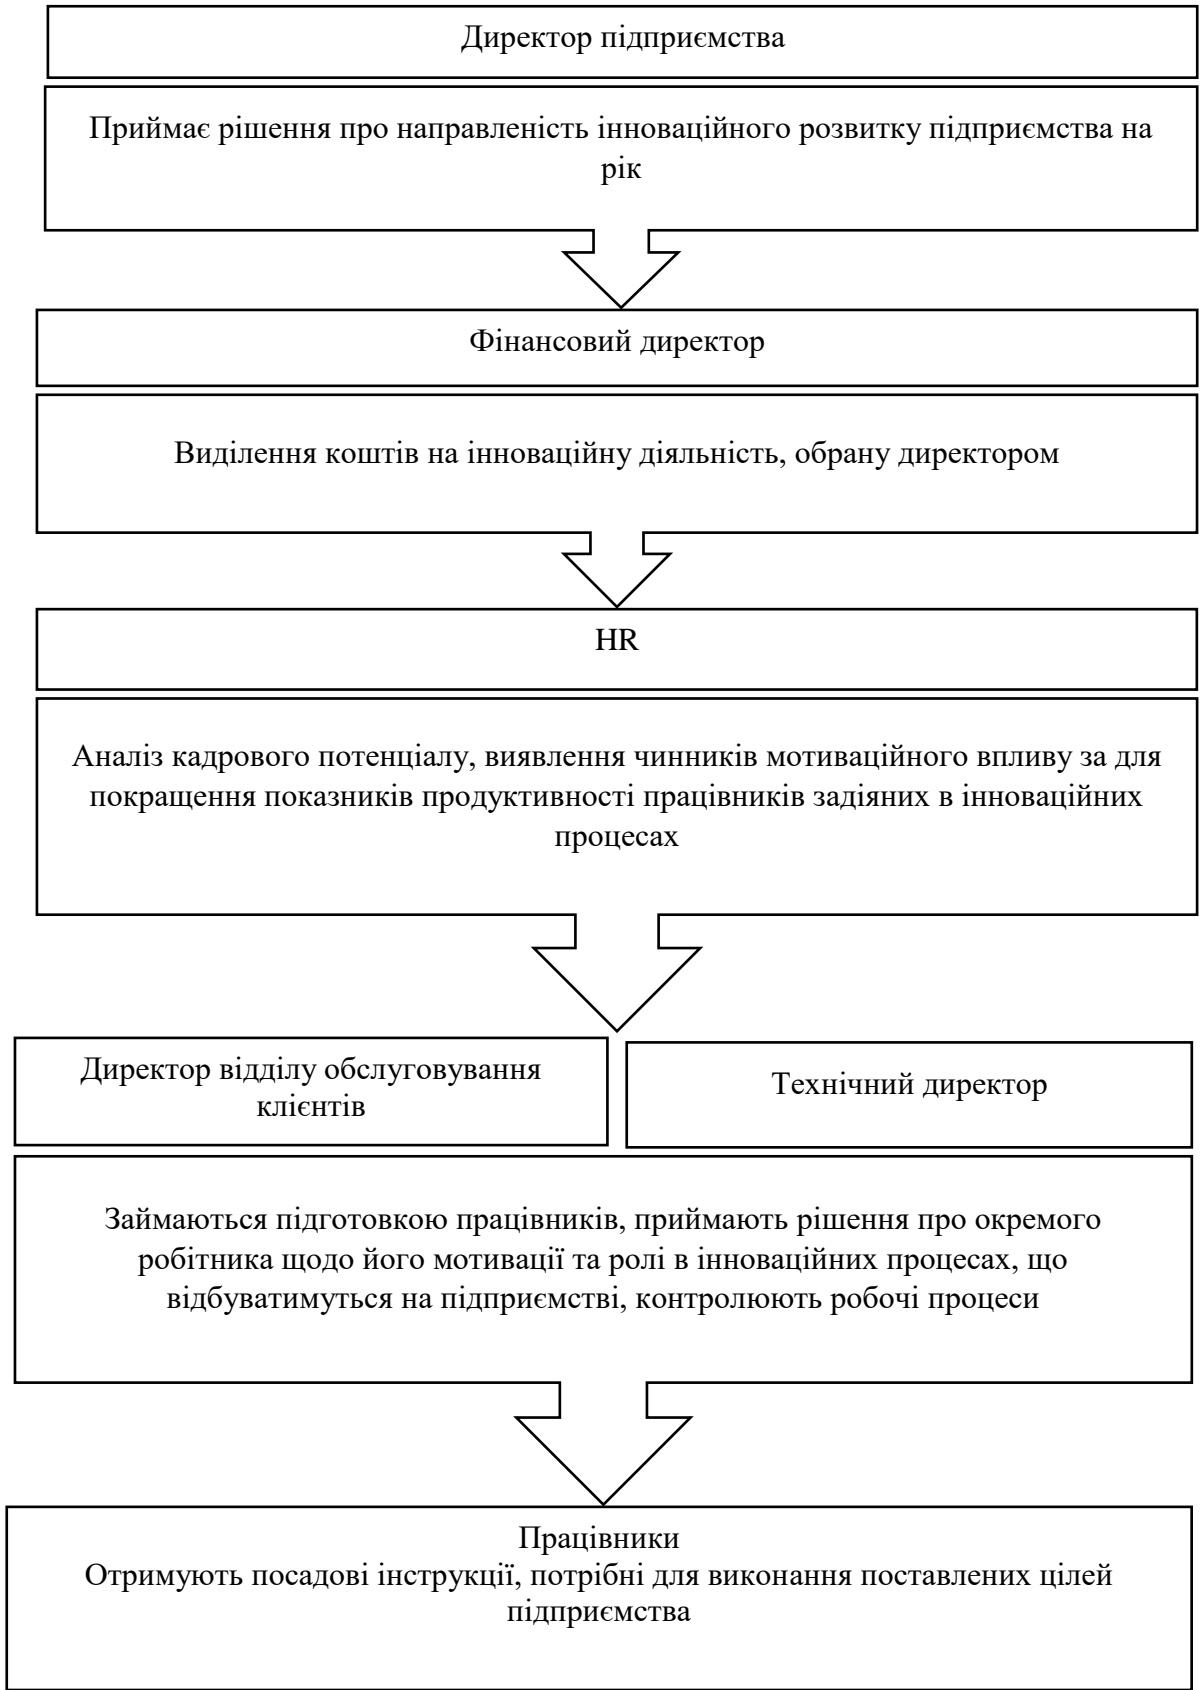 Директор підприємства
Приймає рішення про направленість інноваційного розвитку підприємства на
рік
Фінансовий директор
Виділення коштів на інноваційну діяльність, обрану директором
HR
Аналіз кадрового потенціалу, виявлення чинників мотиваційного впливу за для
покращення показників продуктивності працівників задіяних в інноваційних
процесах
Директор відділу обслуговування
клієнтів
Технічний директор
Займаються підготовкою працівників, приймають рішення про окремого
робітника щодо його мотивації та ролі в інноваційних процесах, що
відбуватимуться на підприємстві, контролюють робочі процеси
Працівники
Отримують посадові інструкції, потрібні для виконання поставлених цілей
підприємства